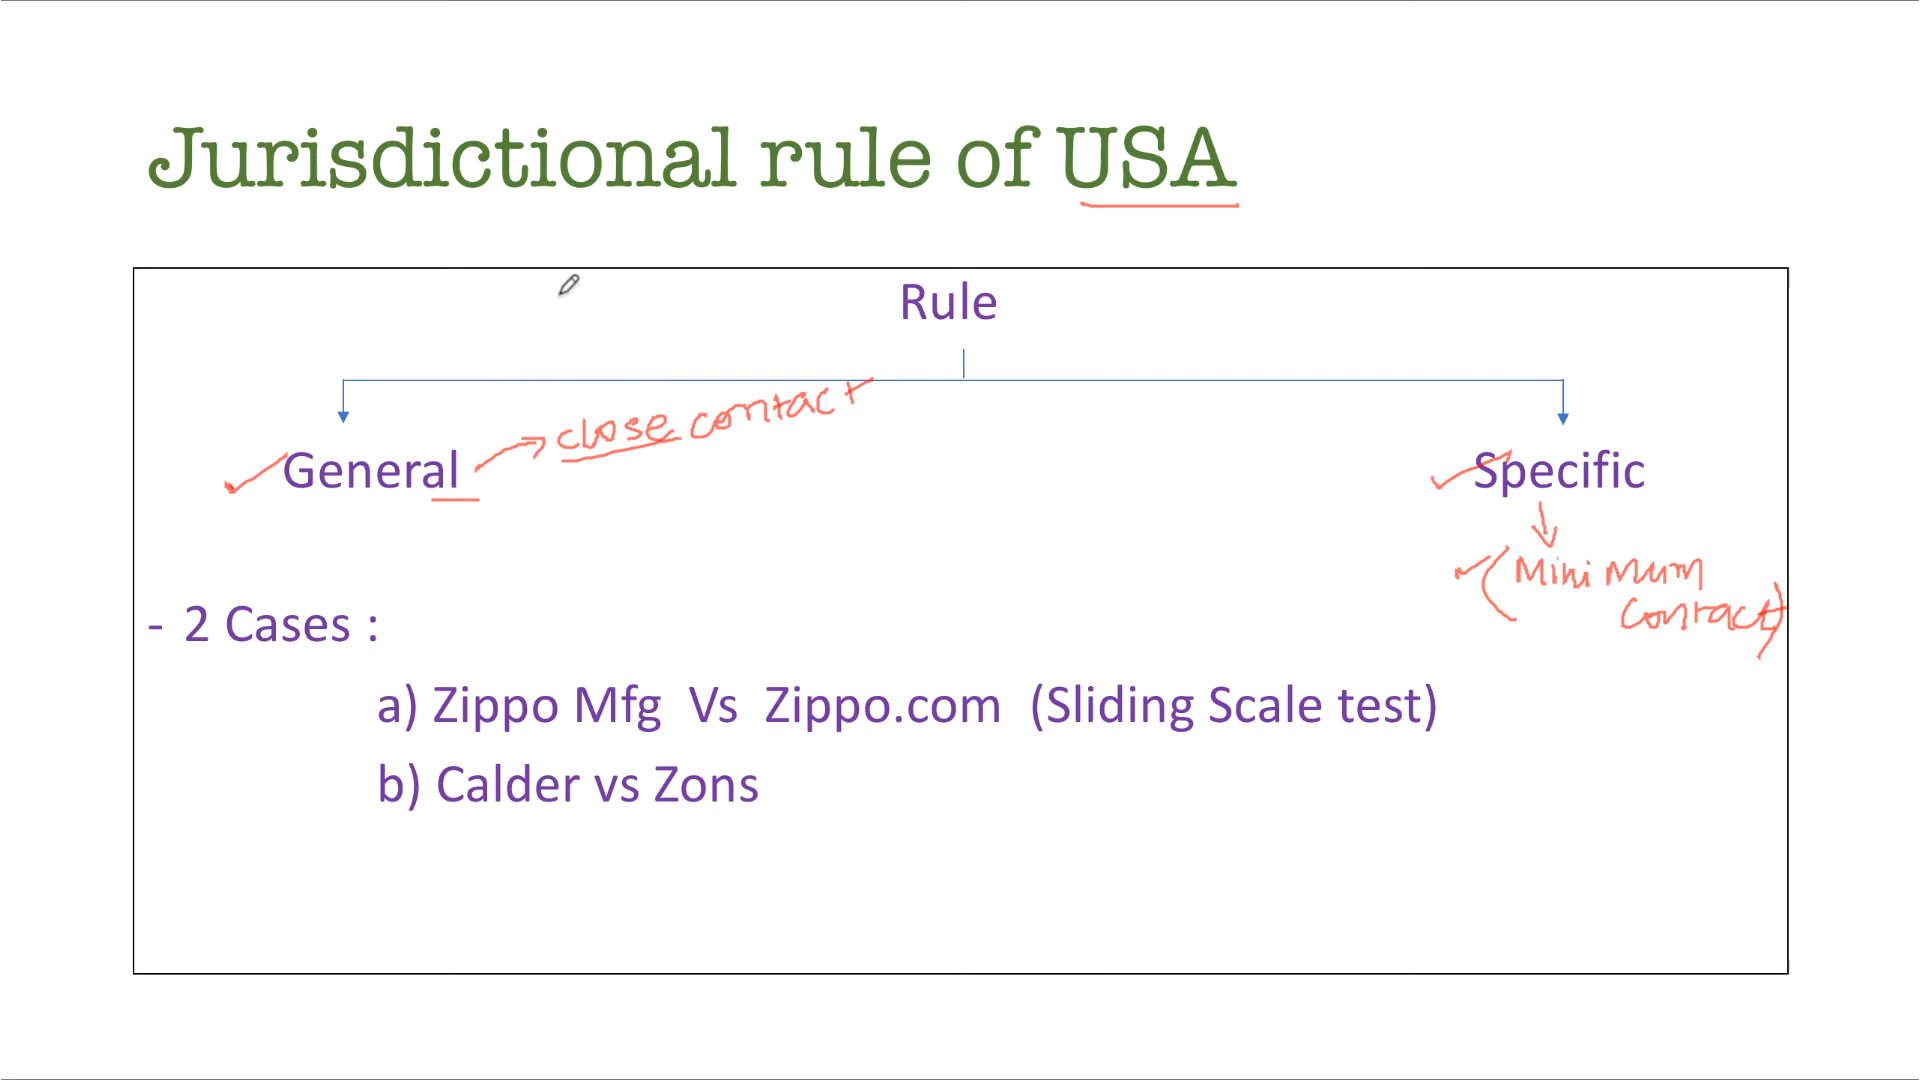 Jurisdictional rule of USA
Rule
close contact
General
Specific
Minimum
contact)
- 2 Cases :
a) Zippo Mfg Vs Zippo.com (Sliding Scale test)
b) Calder vs Zons